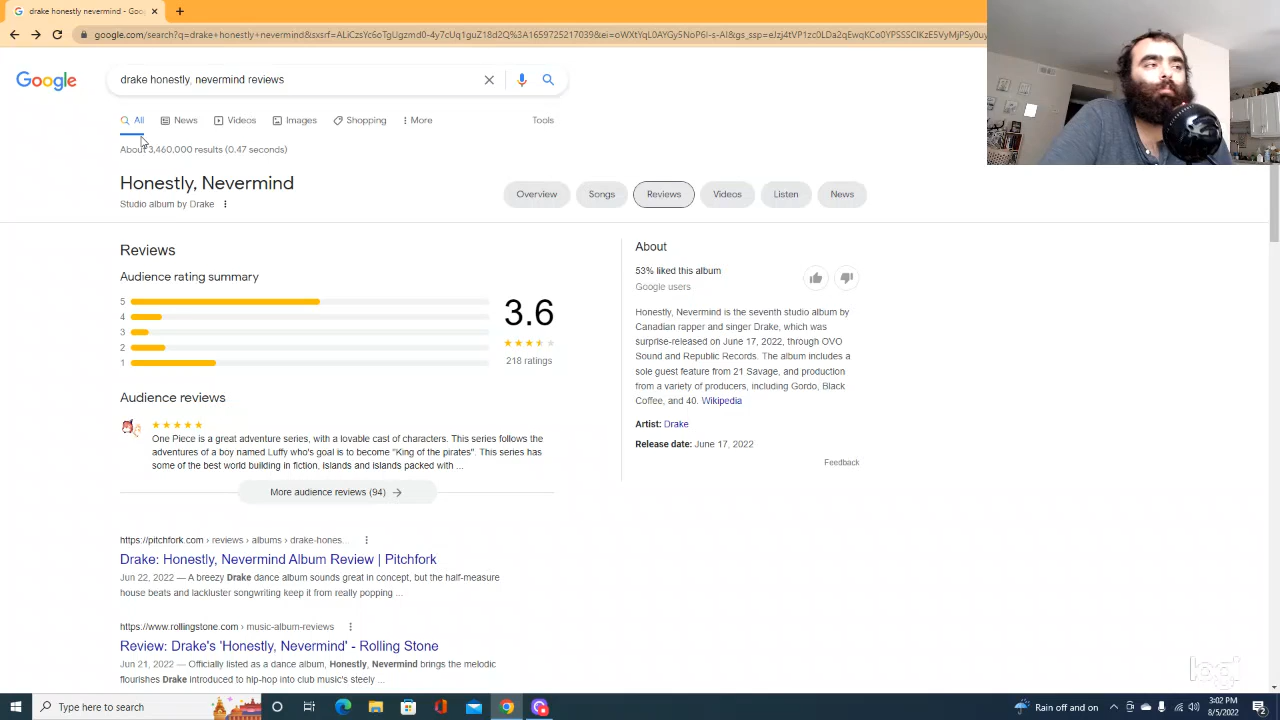 drake honestly nevermind - Goo
google.com/search?q=drake+honestly+nevermind+reviews&sxsrf=ALiCzsYc6oTgUgzmd0-4y7cUq1guZ18d2Q%3A1659725217039&ei=oWXtYqL0AYG5NoP6i-s-AI&gs_ssp=eJzj4tVP1zc0LDa2qEwqKCo0YPSSSCIKzE5VyMjPSy0uy
Google
drake honestly, nevermind reviews
All News Videos Images Shopping More Tools
About 3,460,000 results (0.47 seconds)
Honestly, Nevermind
Studio album by Drake
Overview Songs Reviews Videos Listen News
Reviews
Audience rating summary
5
4
3
2
1
3.6
218 ratings
Audience reviews
One Piece is a great adventure series, with a lovable cast of characters. This series follows the
adventures of a boy named Luffy who's goal is to become "King of the pirates". This series has
some of the best world building in fiction, islands and islands packed with ...
More audience reviews (94)
https://pitchfork.com › reviews › albums › drake-hones...
Drake: Honestly, Nevermind Album Review | Pitchfork
Jun 22, 2022 — A breezy Drake dance album sounds great in concept, but the half-measure
house beats and lackluster songwriting keep it from really popping ...
https://www.rollingstone.com › music-album-reviews
Review: Drake's 'Honestly, Nevermind' - Rolling Stone
Jun 21, 2022 — Officially listed as a dance album, Honestly, Nevermind brings the melodic
flourishes Drake introduced to hip-hop into club music's steely ...
About
53% liked this album
Google users
Honestly, Nevermind is the seventh studio album by
Canadian rapper and singer Drake, which was
surprise-released on June 17, 2022, through OVO
Sound and Republic Records. The album includes a
sole guest feature from 21 Savage, and production
from a variety of producers, including Gordo, Black
Coffee, and 40. Wikipedia
Artist: Drake
Release date: June 17, 2022
Feedback
logi
Type here to search
Rain off and on
3:02 PM
8/5/2022
2